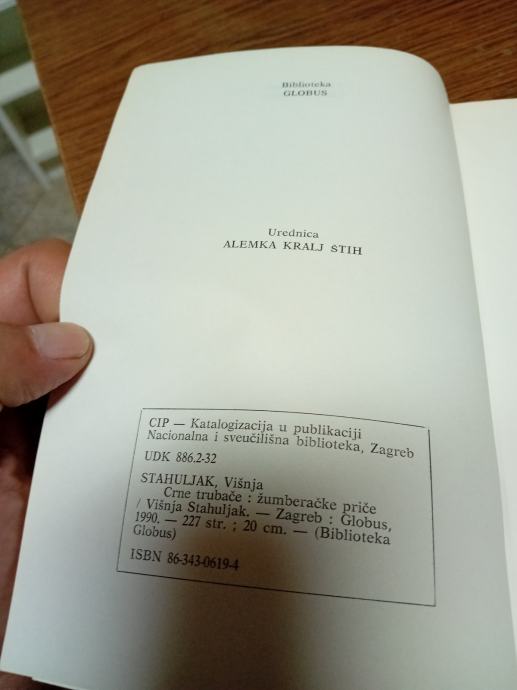 Biblioteka
GLOBUS
Urednica
ALEMKA KRALJ ŠTIH
CIP — Katalogizacija u publikaciji
Nacionalna i sveučilišna biblioteka, Zagreb
UDK 886.2-32
STAHULJAK, Višnja
Crne trubače : žumberačke priče
/ Višnja Stahuljak. — Zagreb : Globus,
1990. — 227 str. ; 20 cm. — (Biblioteka
Globus)
ISBN 86-343-0619-4